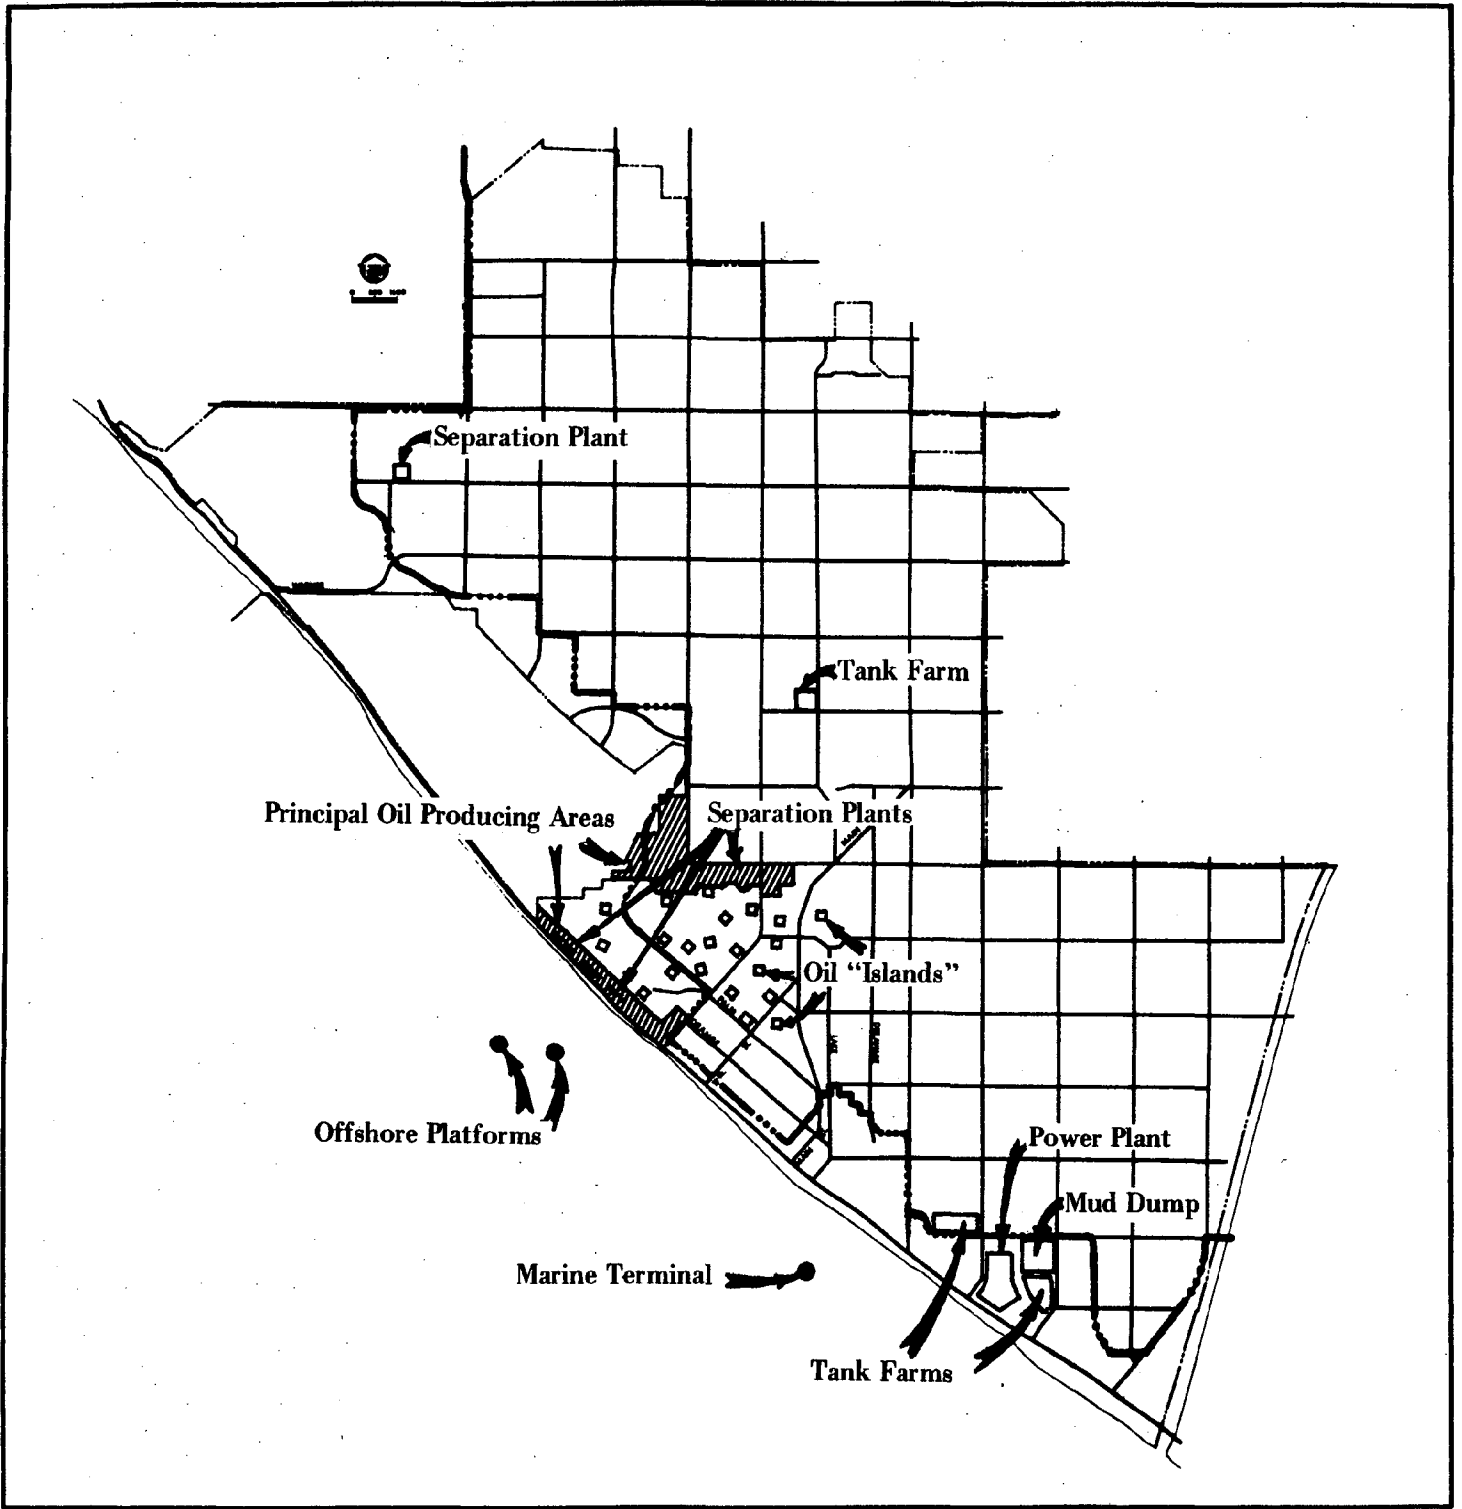 Separation Plant
Tank Farm
Principal Oil Producing Areas
Separation Plants
MAIN
Oil “Islands”
Offshore Platforms
Power Plant
Mud Dump
Marine Terminal
Tank Farms